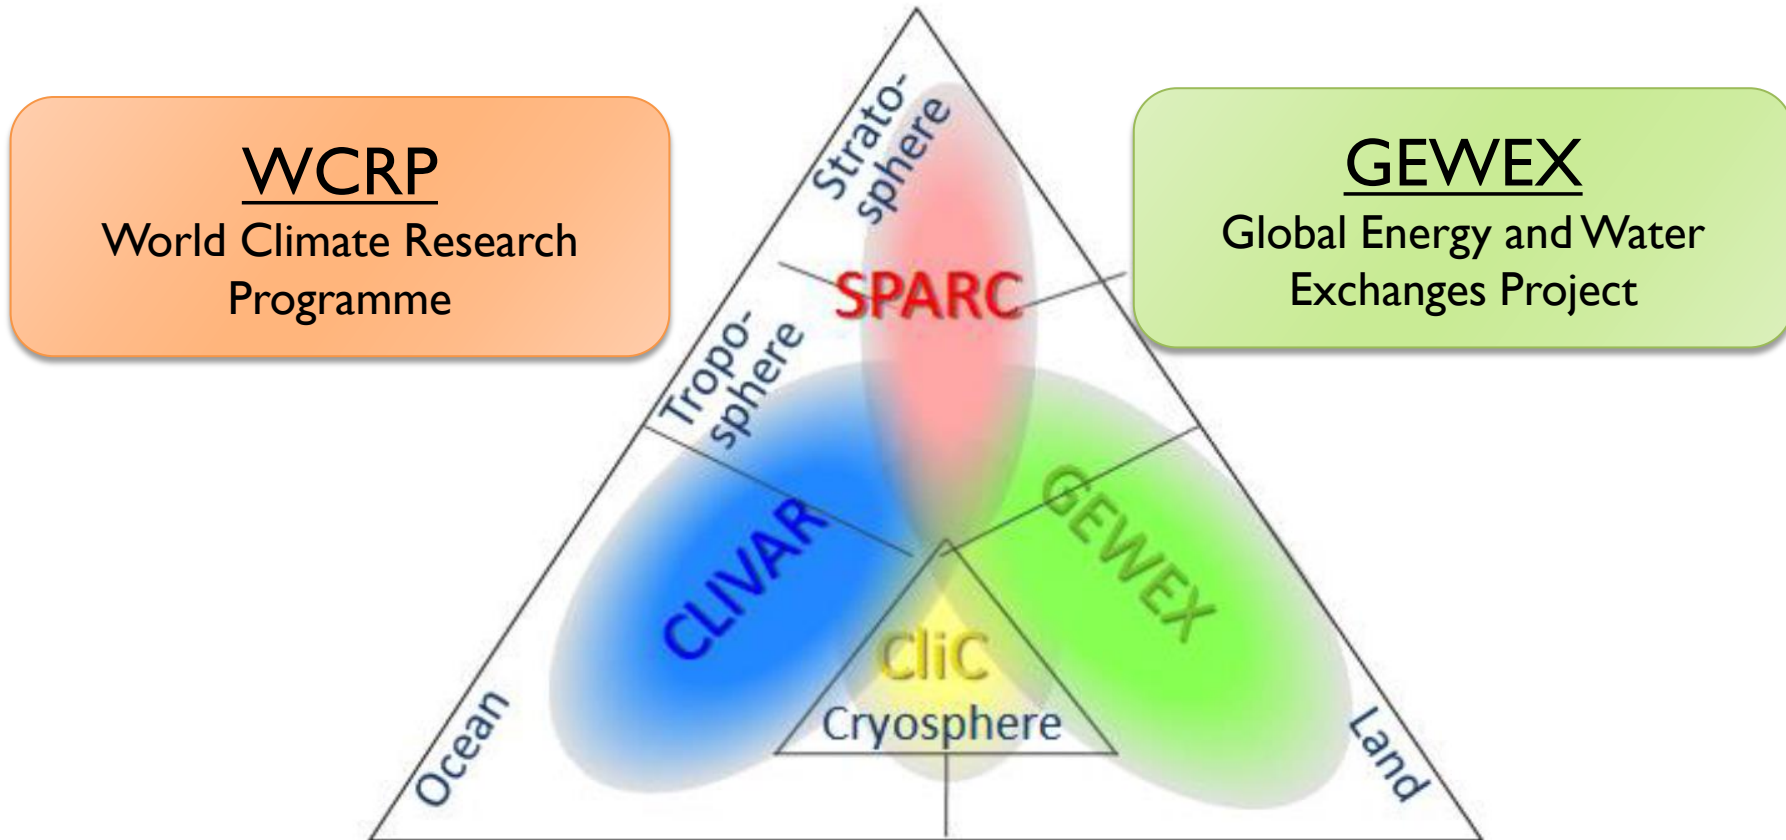 WCRP
World Climate Research
Programme
GEWEX
Global Energy and Water
Exchanges Project
Strato-
sphere
SPARC
Tropo-
sphere
CLIVAR
GEWEX
CliC
Cryosphere
Ocean
Land